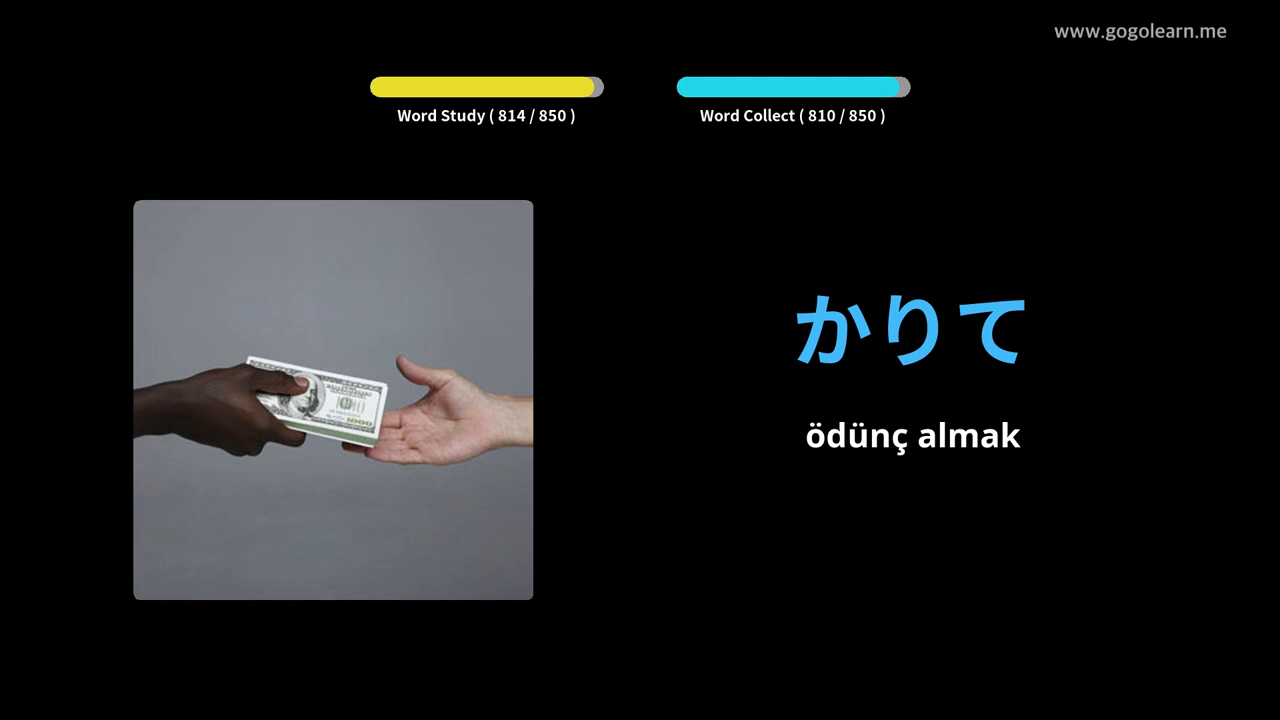 www.gogolearn.me
Word Study ( 814 / 850 )
Word Collect ( 810 / 850 )
かりて
ödünç almak